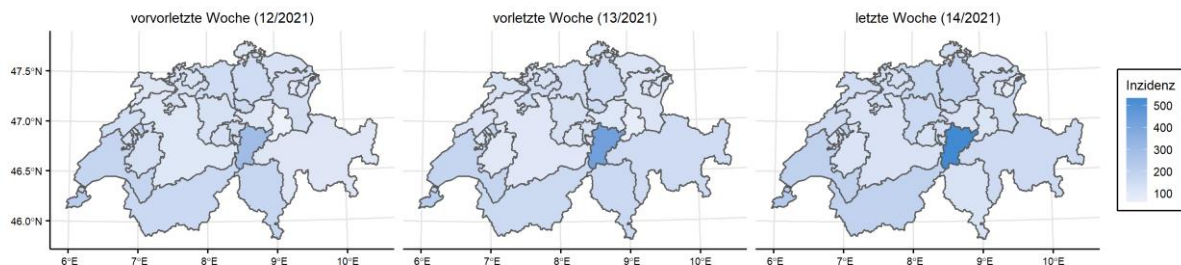 vorvorletzte Woche (12/2021)
vorletzte Woche (13/2021)
letzte Woche (14/2021)
47.5°N
47.0°N
46.5°N
46.0°N
6°E 7°E 8°E 9°E 10°E
6°E 7°E 8°E 9°E 10°E
6°E 7°E 8°E 9°E 10°E
Inzidenz
500
400
300
200
100